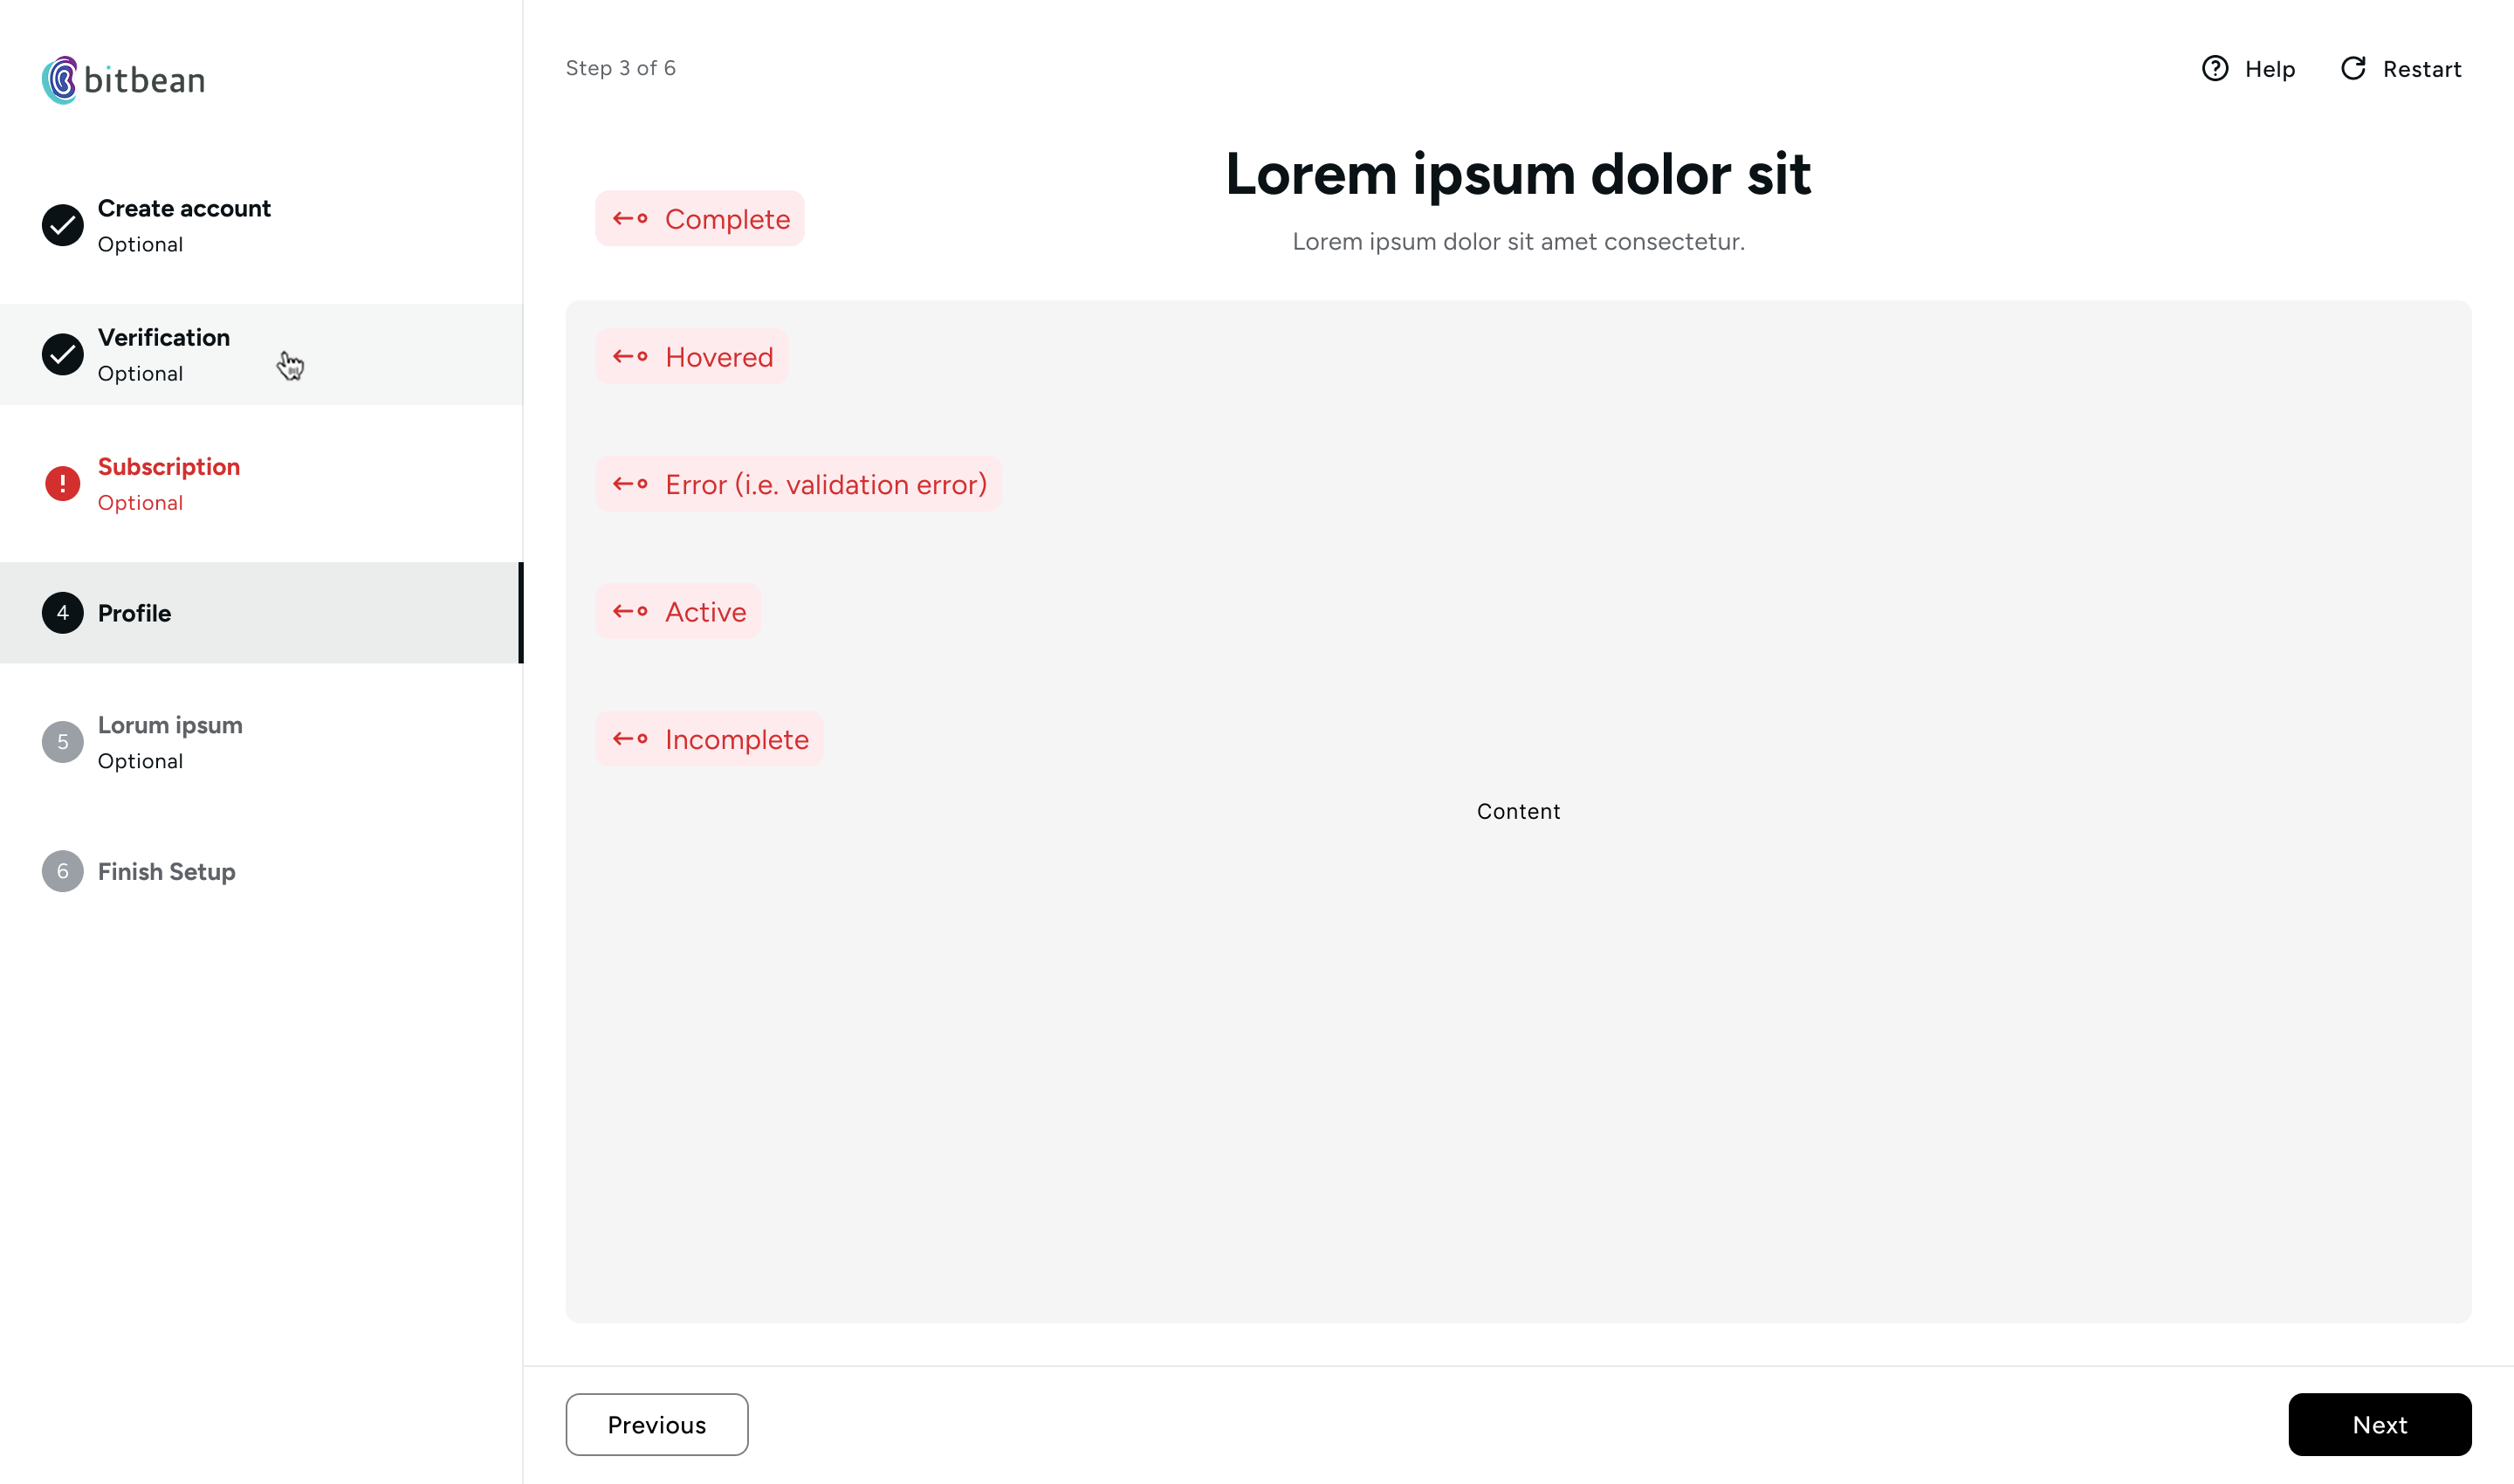 bitbean
Create account
Optional
Verification
Optional
Subscription
Optional
4
Profile
5
Lorum ipsum
Optional
6
Finish Setup
Step 3 of 6
Help
Restart
Lorem ipsum dolor sit
Lorem ipsum dolor sit amet consectetur.
Complete
Hovered
Error (i.e. validation error)
Active
Incomplete
Content
Previous
Next